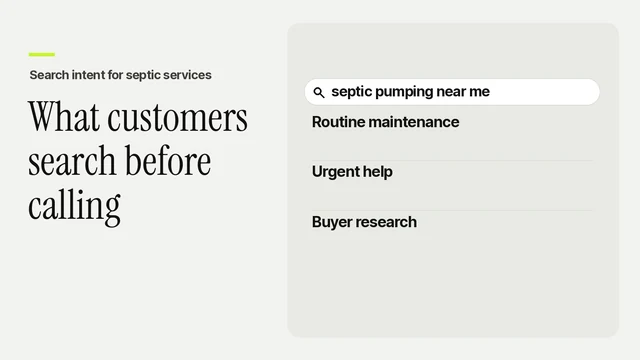 Search intent for septic services
What customers
search before
calling
septic pumping near me
Routine maintenance
Urgent help
Buyer research